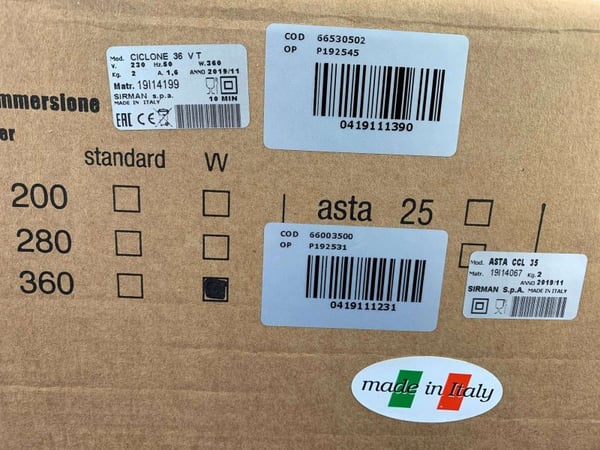 Mod. CICLONE 36 V T
V. 230 Hz.50 W.360
Kg. 2 A. 1,6 ANNO 2019/11
Matr. 19I14199
SIRMAN s.p.a.
MADE IN ITALY
10 MIN
EAC CE
COD 66530502
OP P192545
0419111390
mmersione
er
standard W
200
280
360
asta 25
COD 66003500
OP P192531
0419111231
Mod. ASTA CCL 35
Matr. 19I14067 Kg. 2
ANNO 2019/11
SIRMAN S.p.A. MADE IN ITALY
made in Italy